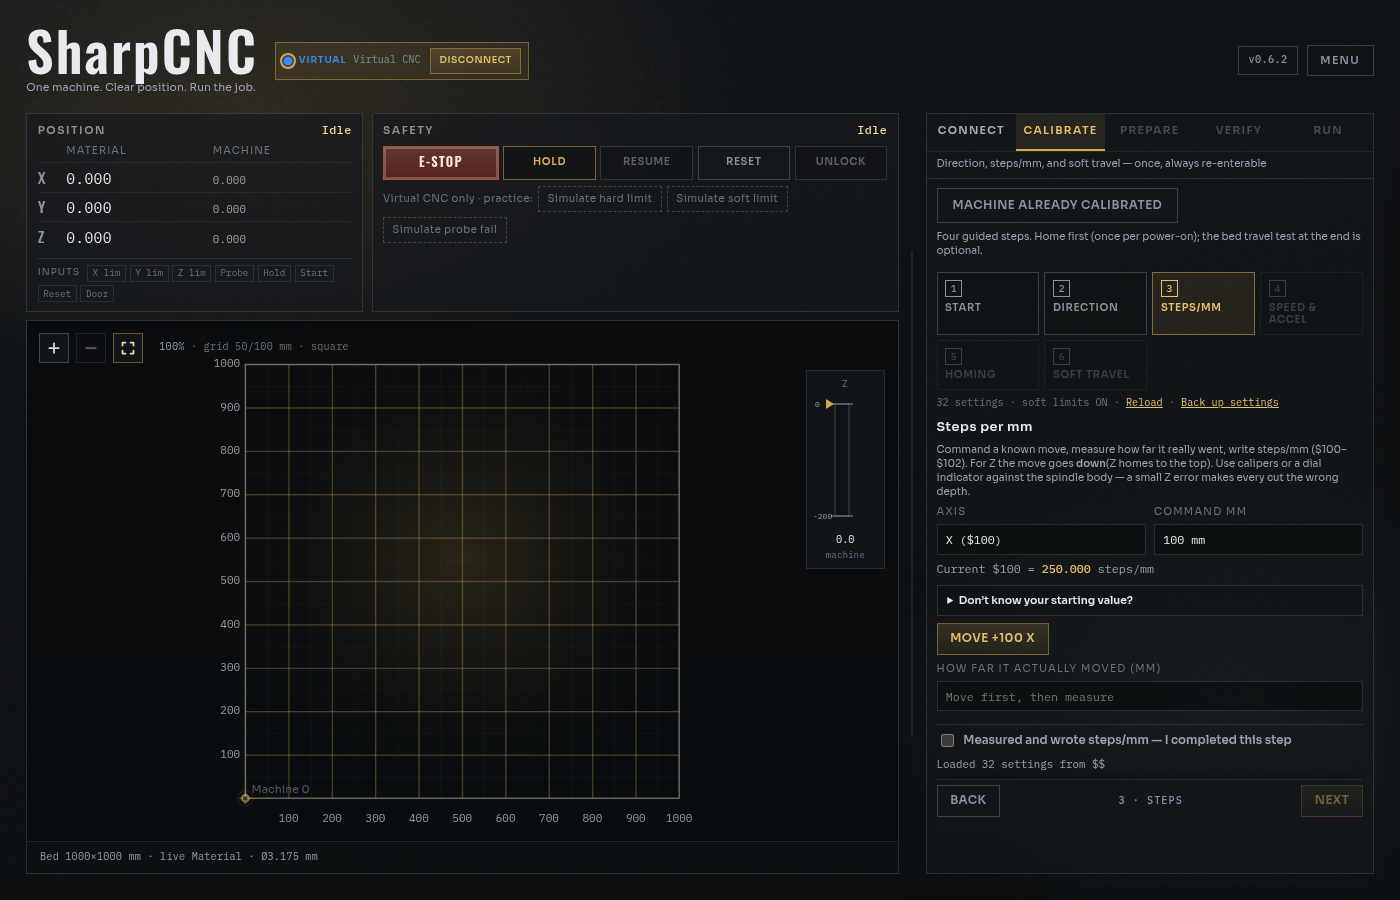 SharpCNC
One machine. Clear position. Run the job.
VIRTUAL Virtual CNC DISCONNECT
v0.6.2 MENU
POSITION Idle
MATERIAL MACHINE
X 0.000 0.000
Y 0.000 0.000
Z 0.000 0.000
INPUTS X lim Y lim Z lim Probe Hold Start
Reset Door
SAFETY Idle
E-STOP HOLD RESUME RESET UNLOCK
Virtual CNC only · practice: Simulate hard limit Simulate soft limit
Simulate probe fail
+ − 100% · grid 50/100 mm · square
1000
900
800
700
600
500
400
300
200
100
Machine 0
100 200 300 400 500 600 700 800 900 1000
Z
0
-200
0.0
machine
Bed 1000×1000 mm · live Material · Ø3.175 mm
CONNECT CALIBRATE PREPARE VERIFY RUN
Direction, steps/mm, and soft travel — once, always re-enterable
MACHINE ALREADY CALIBRATED
Four guided steps. Home first (once per power-on); the bed travel test at the end is
optional.
1 START
2 DIRECTION
3 STEPS/MM
4 SPEED &
ACCEL
5 HOMING
6 SOFT TRAVEL
32 settings · soft limits ON · Reload · Back up settings
Steps per mm
Command a known move, measure how far it really went, write steps/mm ($100–
$102). For Z the move goes down(Z homes to the top). Use calipers or a dial
indicator against the spindle body — a small Z error makes every cut the wrong
depth.
AXIS COMMAND MM
X ($100) 100 mm
Current $100 = 250.000 steps/mm
▸ Don't know your starting value?
MOVE +100 X
HOW FAR IT ACTUALLY MOVED (MM)
Move first, then measure
Measured and wrote steps/mm — I completed this step
Loaded 32 settings from $$
BACK 3 · STEPS NEXT